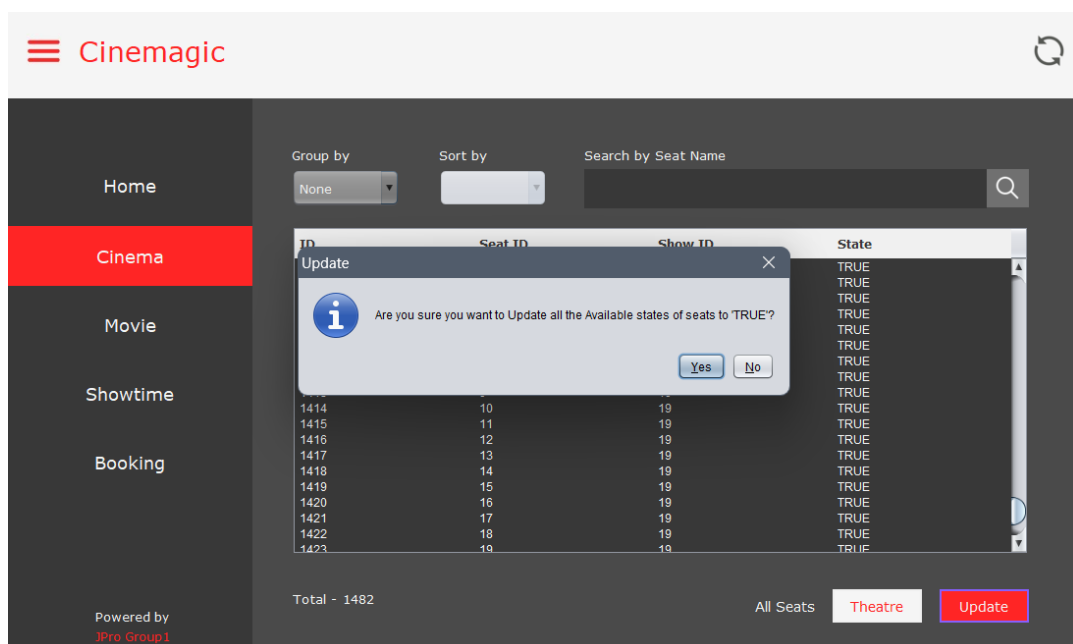 Cinemagic
Home
Cinema
Movie
Showtime
Booking
Powered by
JPro Group1
Group by
Sort by
Search by Seat Name
None
ID Seat ID Show ID State
Update
Are you sure you want to Update all the Available states of seats to 'TRUE'?
Yes No
TRUE
TRUE
TRUE
TRUE
TRUE
TRUE
TRUE
TRUE
TRUE
1414 10 19 TRUE
1415 11 19 TRUE
1416 12 19 TRUE
1417 13 19 TRUE
1418 14 19 TRUE
1419 15 19 TRUE
1420 16 19 TRUE
1421 17 19 TRUE
1422 18 19 TRUE
1423 19 19 TRUE
Total - 1482
All Seats Theatre Update